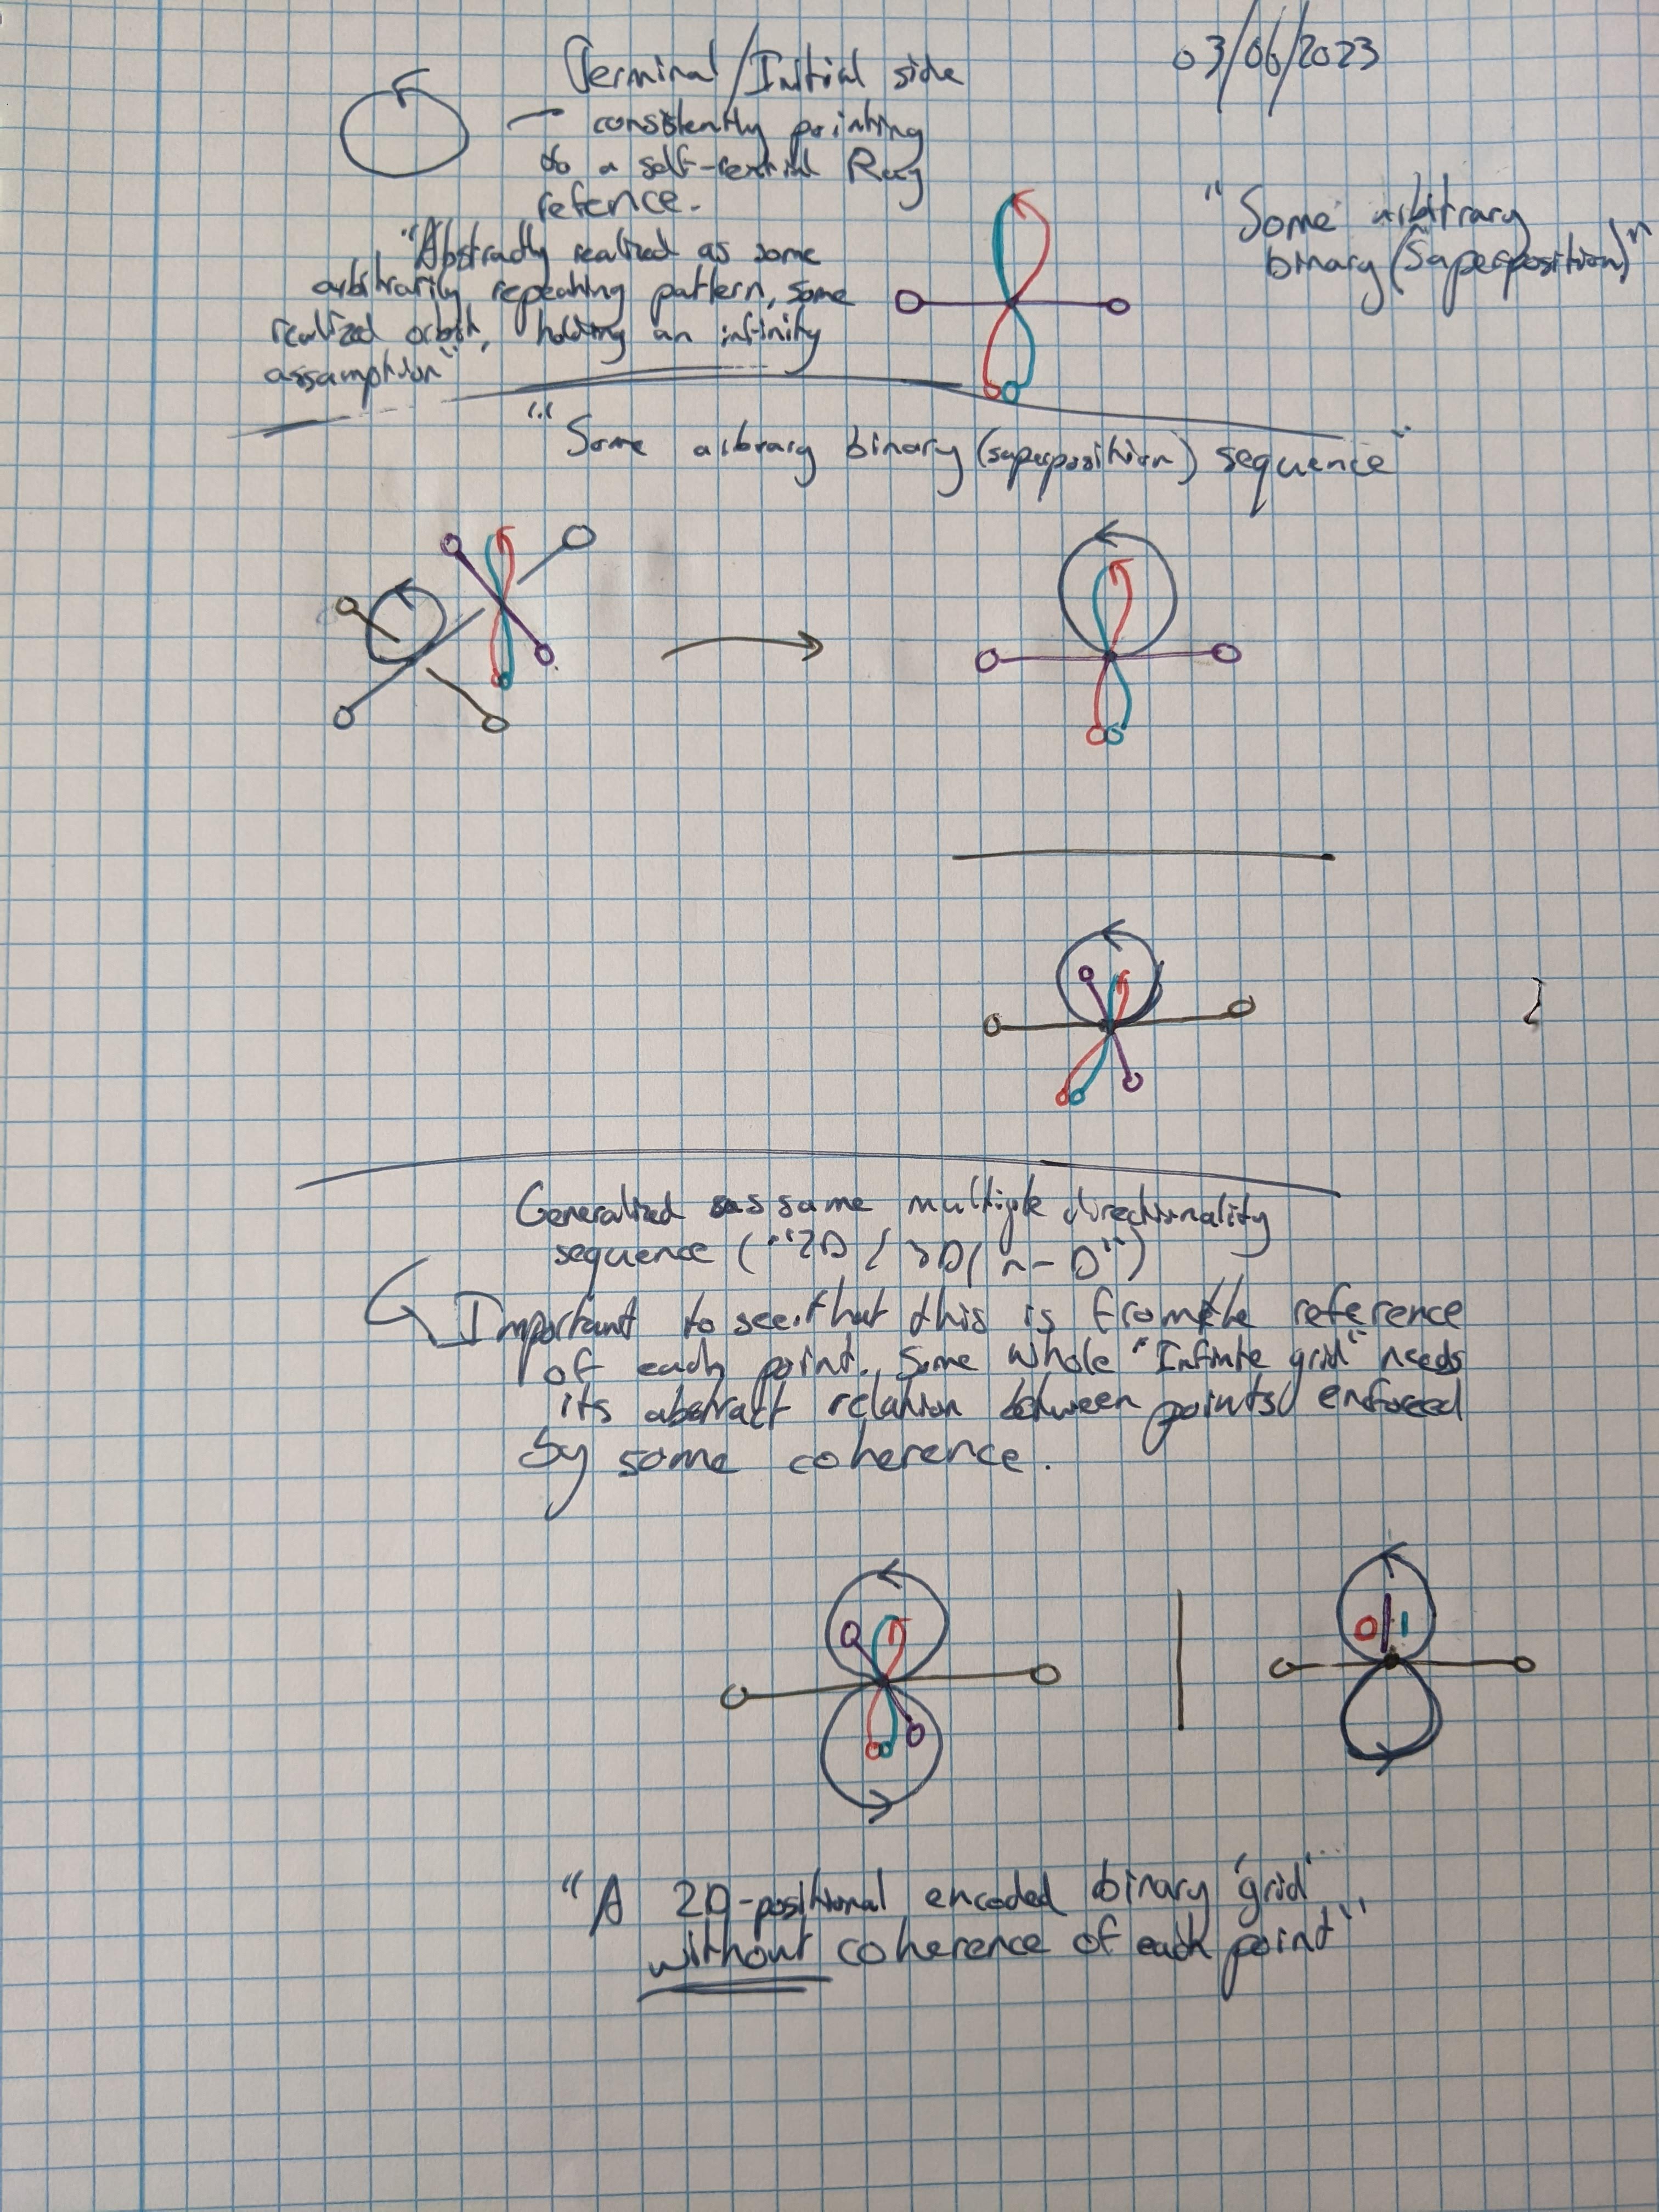 03/06/2023
Terminal/Initial side
— consistently pointing
to a self- Ray
refence.
"Abstractly realized as some
arbitrarily repeating pattern, some
realized orbit, holding an infinity
assumption"
"Some arbitrary
binary (Superposition)"
"Some arbirary binary (superposition) sequence"
Generalized as some multiple directionality
sequence ("2D / 3D / n-D")
Important to see that this is from the reference
of each point. Some whole "Infinite grid" needs
its abstract relation between points enforced
by some coherence.
0 | 1
"A 2D-positional encoded binary 'grid'
without coherence of each point"